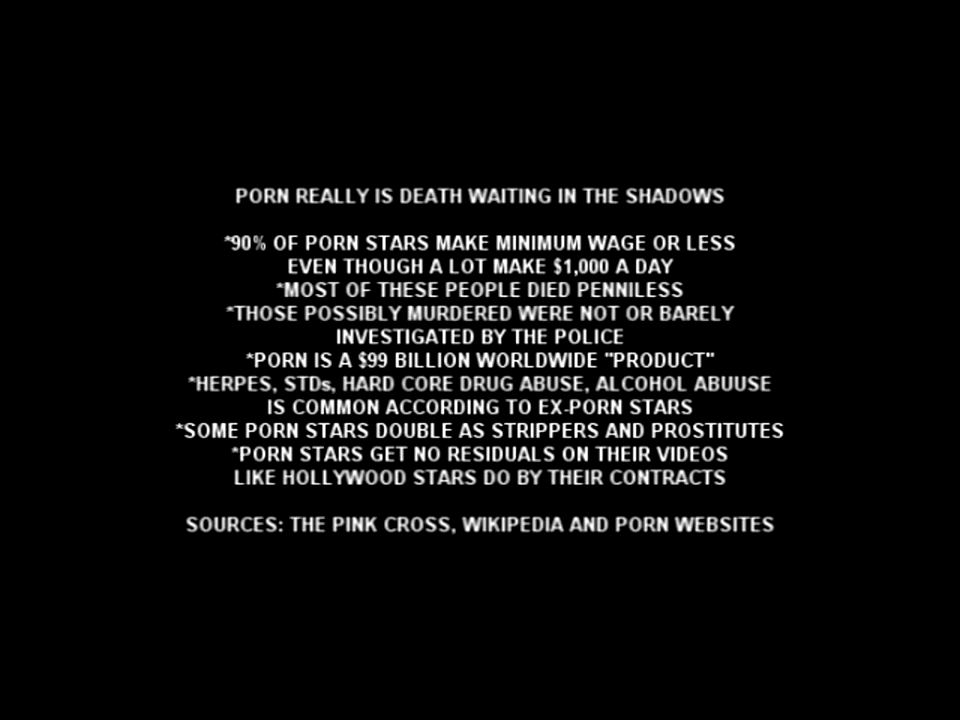 PORN REALLY IS DEATH WAITING IN THE SHADOWS
*90% OF PORN STARS MAKE MINIMUM WAGE OR LESS
EVEN THOUGH A LOT MAKE $1,000 A DAY
*MOST OF THESE PEOPLE DIED PENNILESS
*THOSE POSSIBLY MURDERED WERE NOT OR BARELY
INVESTIGATED BY THE POLICE
*PORN IS A $99 BILLION WORLDWIDE "PRODUCT"
*HERPES, STDs, HARD CORE DRUG ABUSE, ALCOHOL ABUUSE
IS COMMON ACCORDING TO EX-PORN STARS
*SOME PORN STARS DOUBLE AS STRIPPERS AND PROSTITUTES
*PORN STARS GET NO RESIDUALS ON THEIR VIDEOS
LIKE HOLLYWOOD STARS DO BY THEIR CONTRACTS
SOURCES: THE PINK CROSS, WIKIPEDIA AND PORN WEBSITES